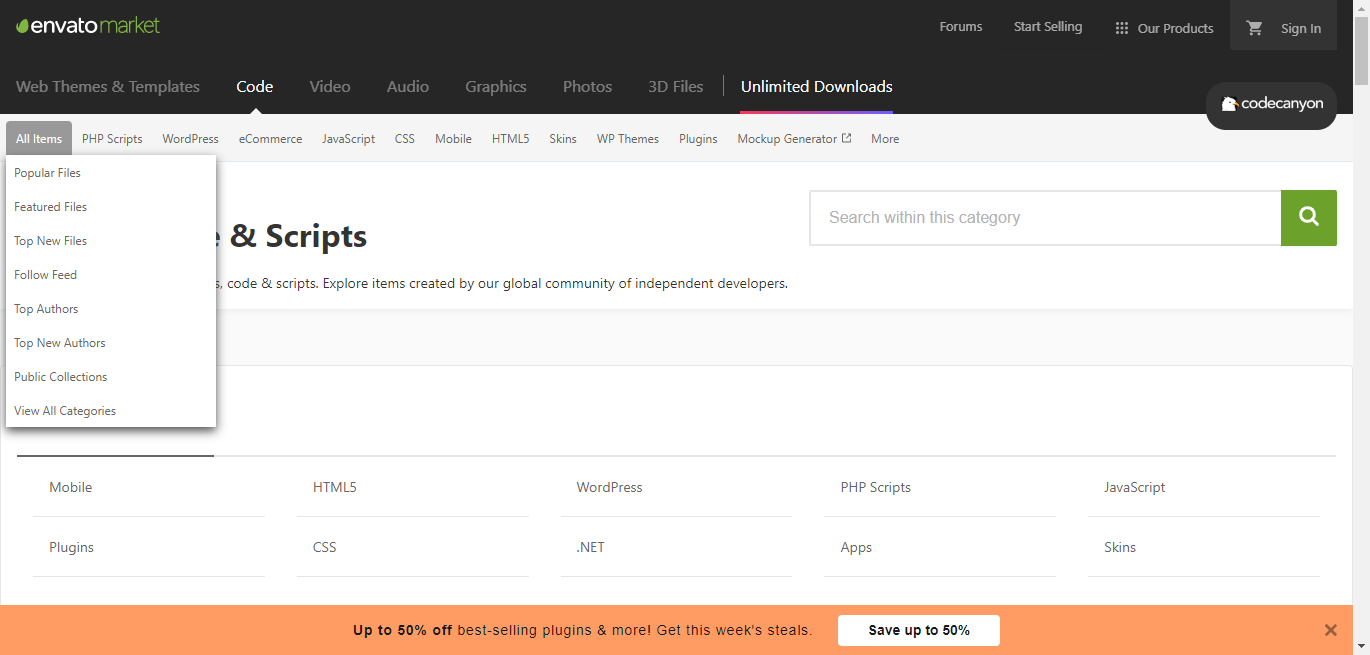 envatomarket
Forums Start Selling Our Products Sign In
Web Themes & Templates Code Video Audio Graphics Photos 3D Files Unlimited Downloads
codecanyon
All Items PHP Scripts WordPress eCommerce JavaScript CSS Mobile HTML5 Skins WP Themes Plugins Mockup Generator More
Popular Files
Featured Files
Top New Files
Follow Feed
Top Authors
Top New Authors
Public Collections
View All Categories
& Scripts
Search within this category
, code & scripts. Explore items created by our global community of independent developers.
Mobile HTML5 WordPress PHP Scripts JavaScript
Plugins CSS .NET Apps Skins
Up to 50% off best-selling plugins & more! Get this week's steals. Save up to 50%